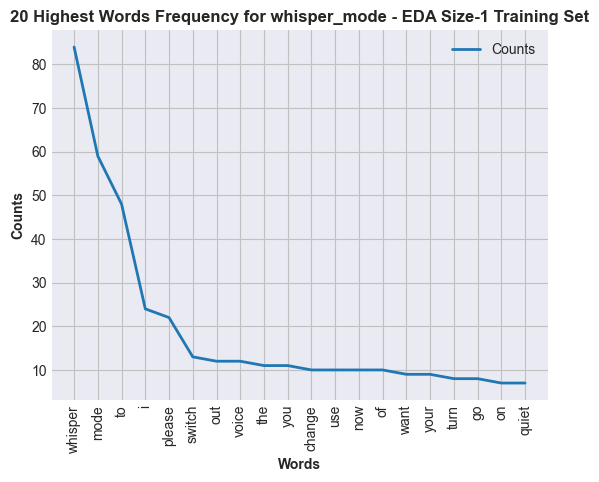 20 Highest Words Frequency for whisper_mode - EDA Size-1 Training Set
Counts
80
70
60
50
40
30
20
10
Counts
whisper
mode
to
i
please
switch
out
voice
the
you
change
use
now
of
want
your
turn
go
on
quiet
Words